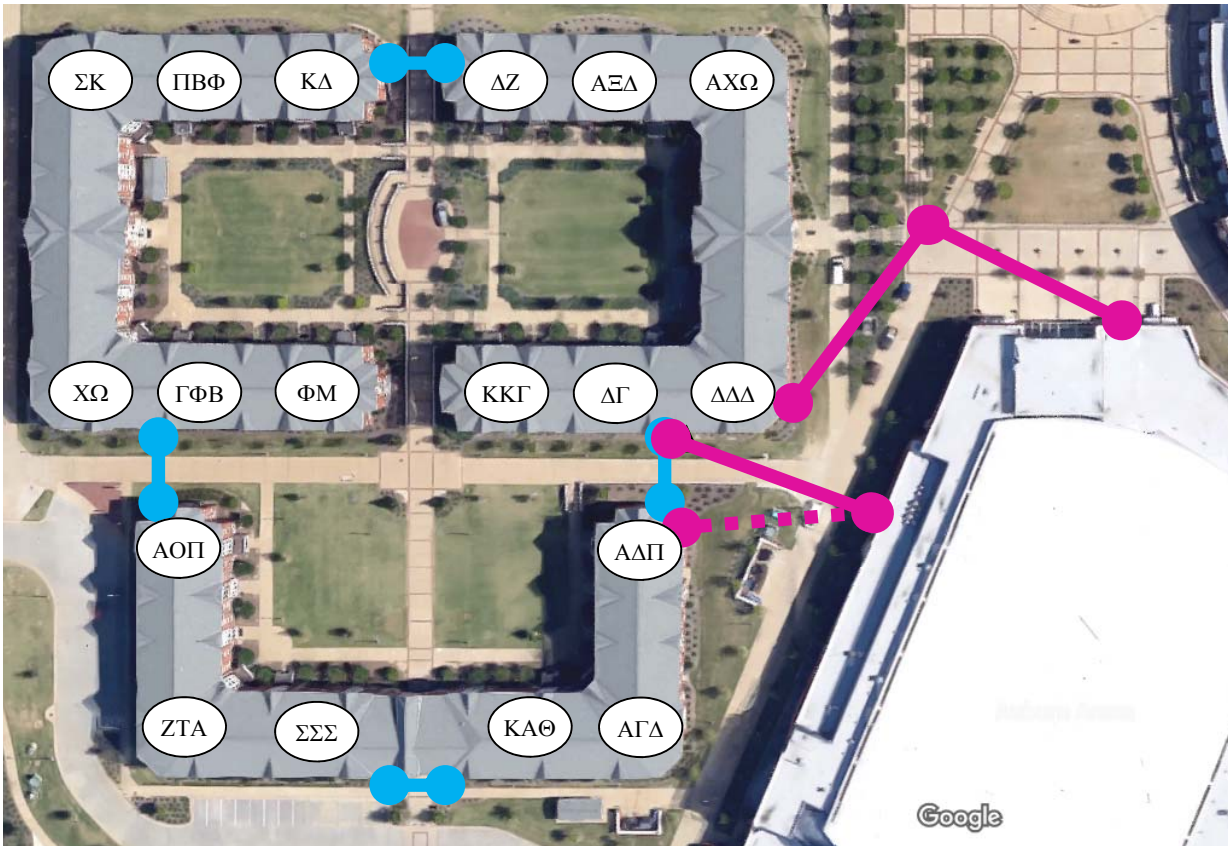 ΣΚ ΠΒΦ ΚΔ ΔΖ ΑΞΔ ΑΧΩ
ΧΩ ΓΦΒ ΦΜ ΚΚΓ ΔΓ ΔΔΔ
ΑΟΠ ΑΔΠ
ΖΤΑ ΣΣΣ ΚΑΘ ΑΓΔ
Google